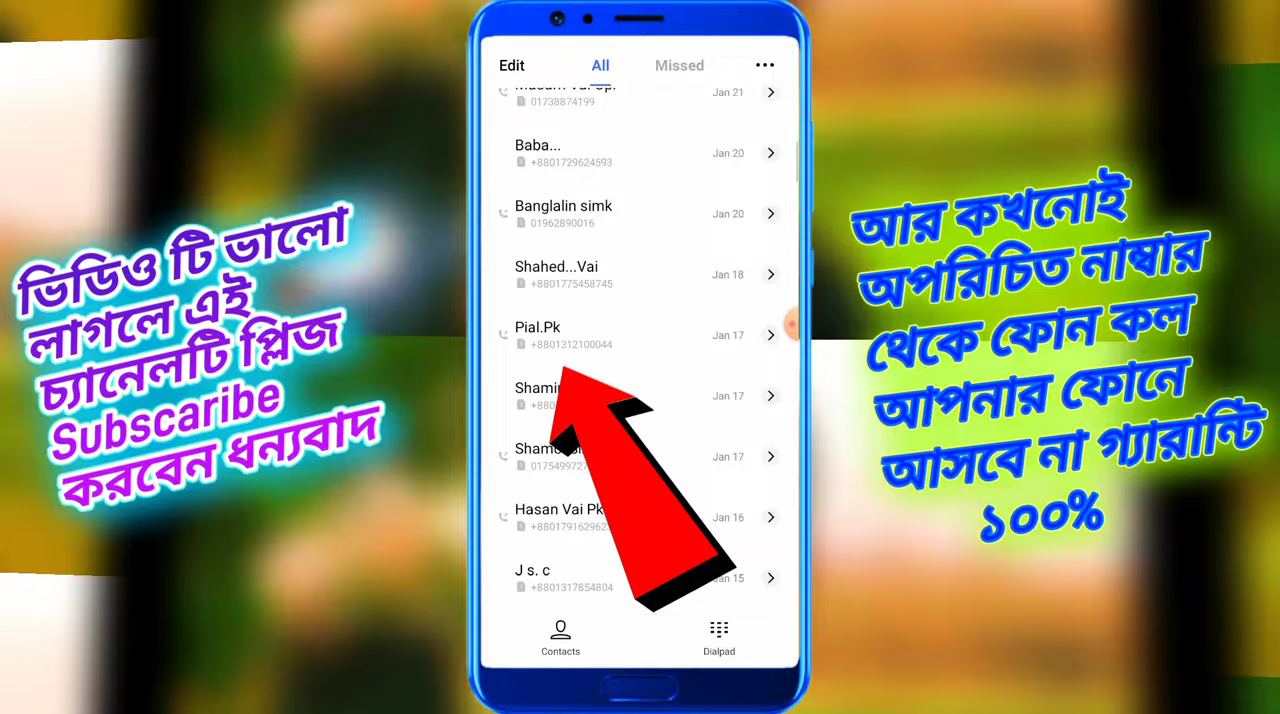 ভিডিও টি ভালো
লাগলে এই
চ্যানেলটি প্লিজ
Subscaribe
করবেন ধন্যবাদ
Edit
All
Missed
Jan 21
01738874199
Baba...
Jan 20
+8801729624593
Banglalin simk
Jan 20
01962890016
Shahed...Vai
Jan 18
+8801775458745
Pial.Pk
Jan 17
+8801312100044
Jan 17
Jan 17
Hasan Vai Pk
Jan 16
J s. c
+8801317854804
Contacts
Dialpad
আর কখনোই
অপরিচিত নাম্বার
থেকে ফোন কল
আপনার ফোনে
আসবে না গ্যারান্টি
১০০%